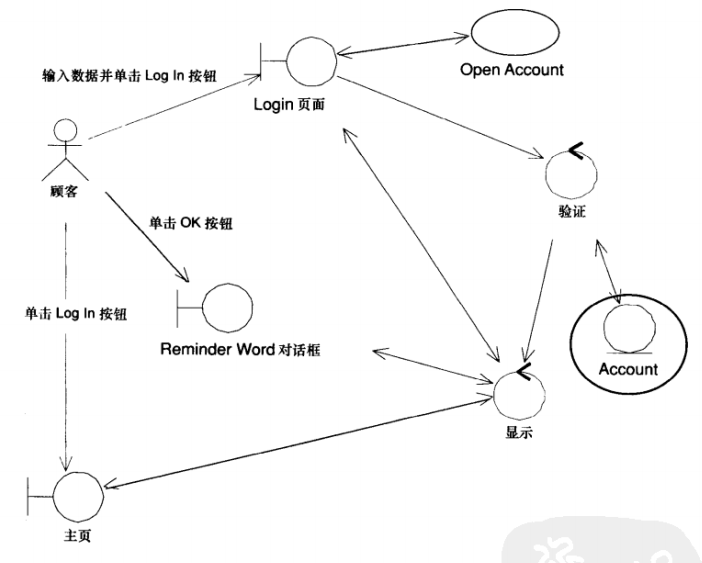 Open Account
输入数据并单击 Log In 按钮
Login 页面
顾客
验证
单击 OK 按钮
单击 Log In 按钮
Reminder Word 对话框
Account
显示
主页